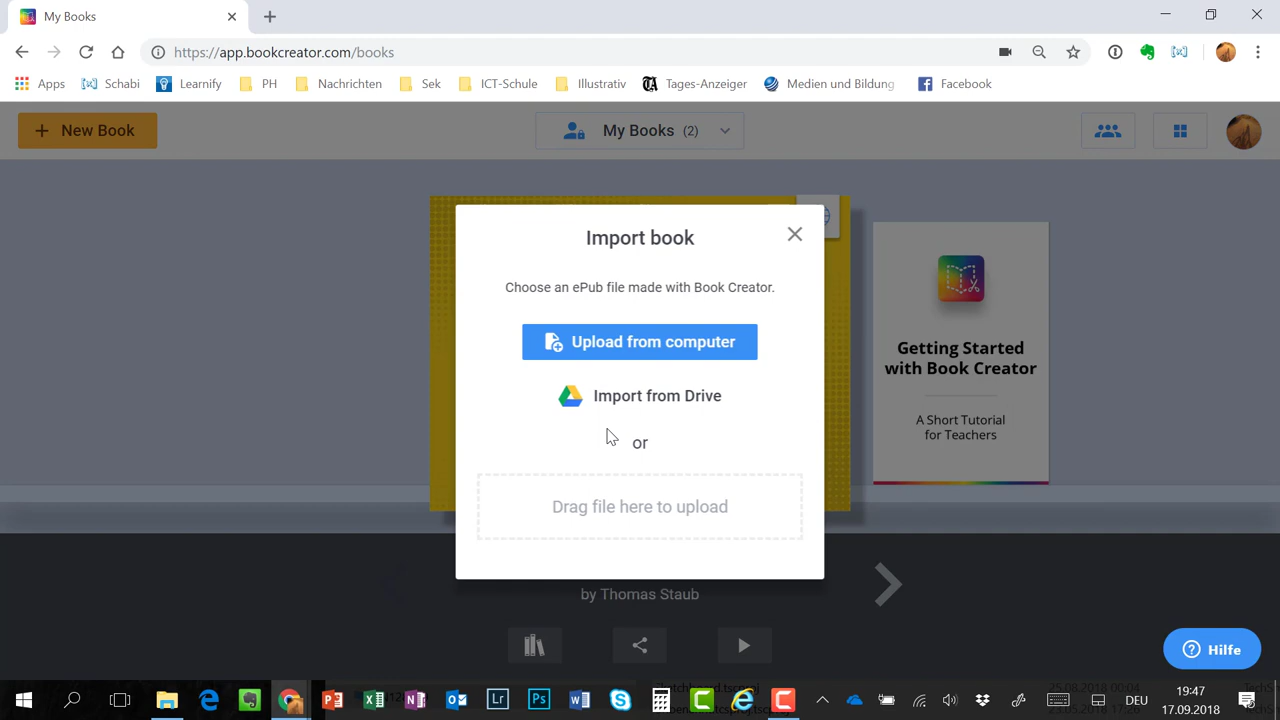 My Books
https://app.bookcreator.com/books
Apps
Schabi
Learnify
PH
Nachrichten
Sek
ICT-Schule
Illustrativ
Tages-Anzeiger
Medien und Bildung
Facebook
+ New Book
My Books (2)
Import book
Choose an ePub file made with Book Creator.
Upload from computer
Import from Drive
or
Drag file here to upload
Getting Started
with Book Creator
A Short Tutorial
for Teachers
by Thomas Staub
Hilfe
DEU
19:47
17.09.2018